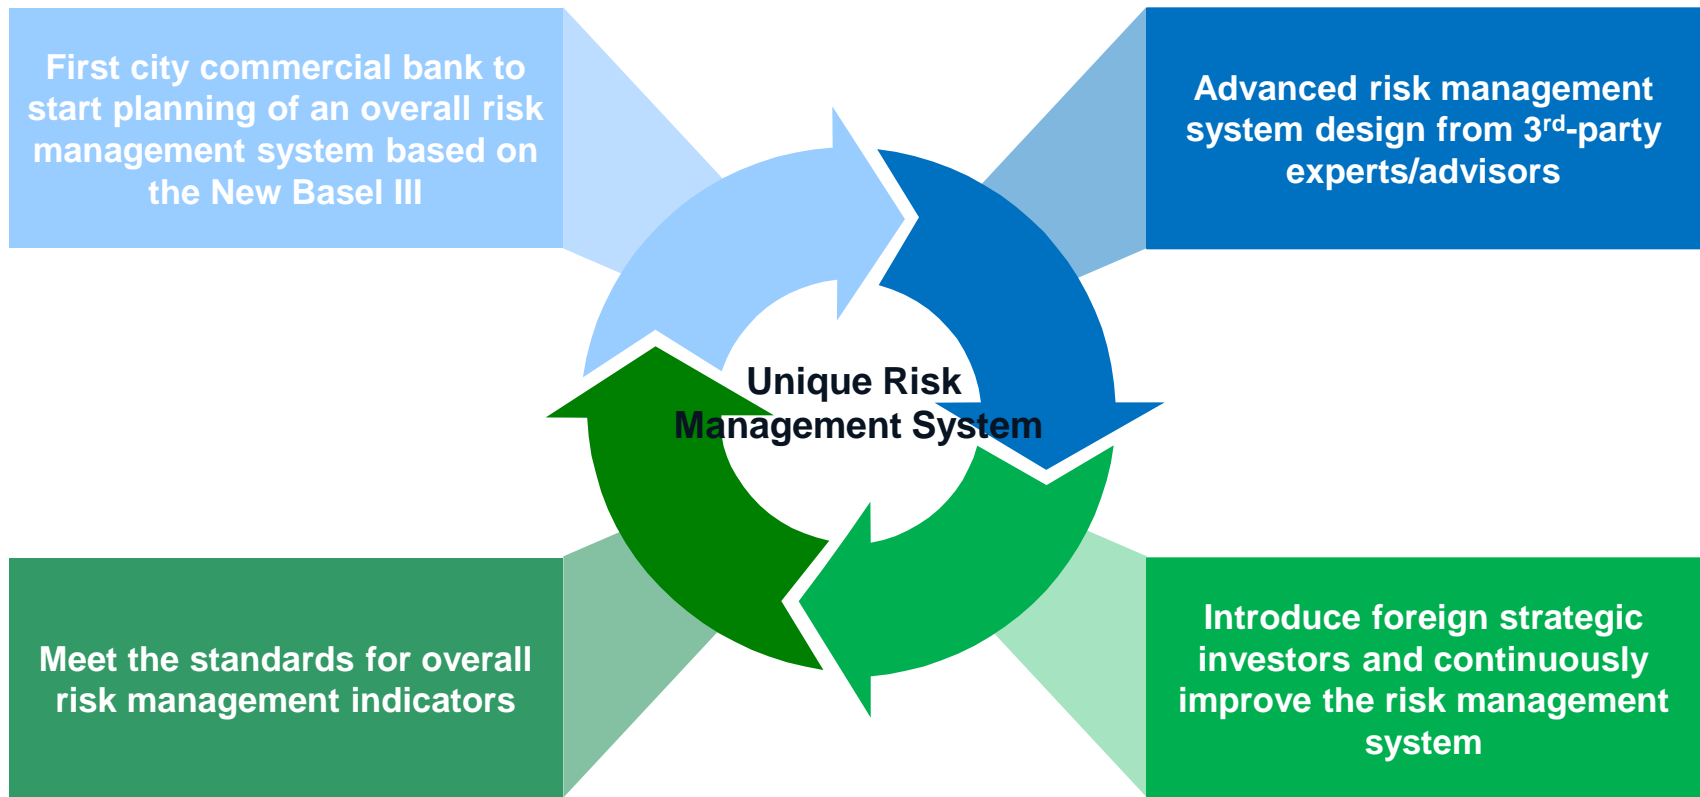 First city commercial bank to
start planning of an overall risk
management system based on
the New Basel III
Advanced risk management
system design from 3rd-party
experts/advisors
Unique Risk
Management System
Meet the standards for overall
risk management indicators
Introduce foreign strategic
investors and continuously
improve the risk management
system